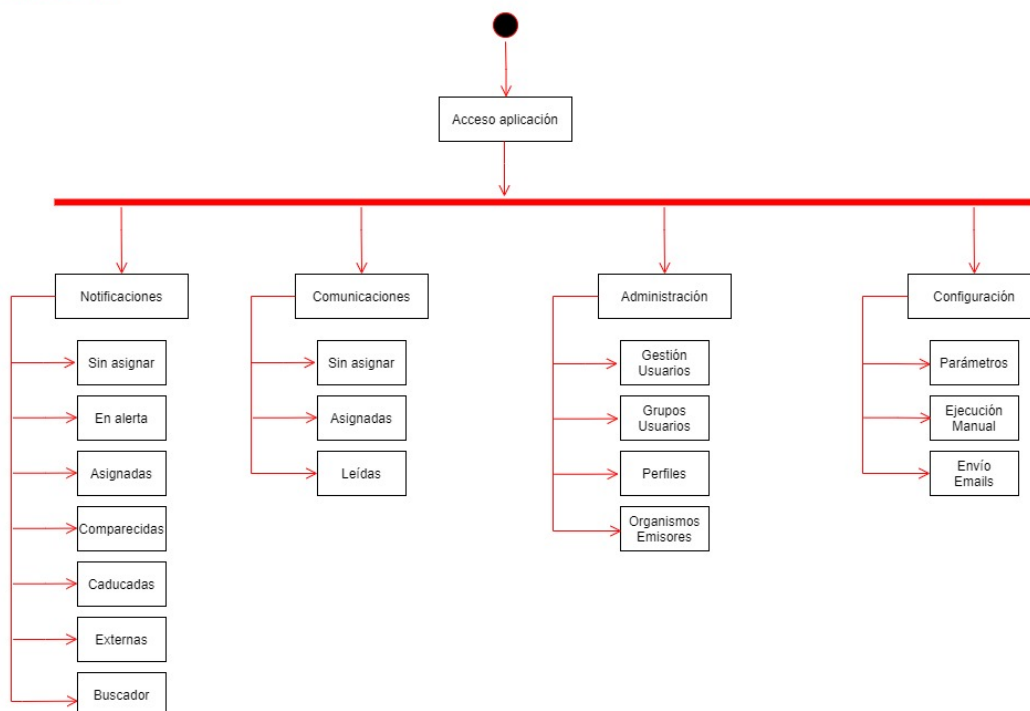 Acceso aplicación
Notificaciones
Comunicaciones
Administración
Configuración
Sin asignar
En alerta
Asignadas
Comparecidas
Caducadas
Externas
Buscador
Sin asignar
Asignadas
Leídas
Gestión
Usuarios
Grupos
Usuarios
Perfiles
Organismos
Emisores
Parámetros
Ejecución
Manual
Envío
Emails